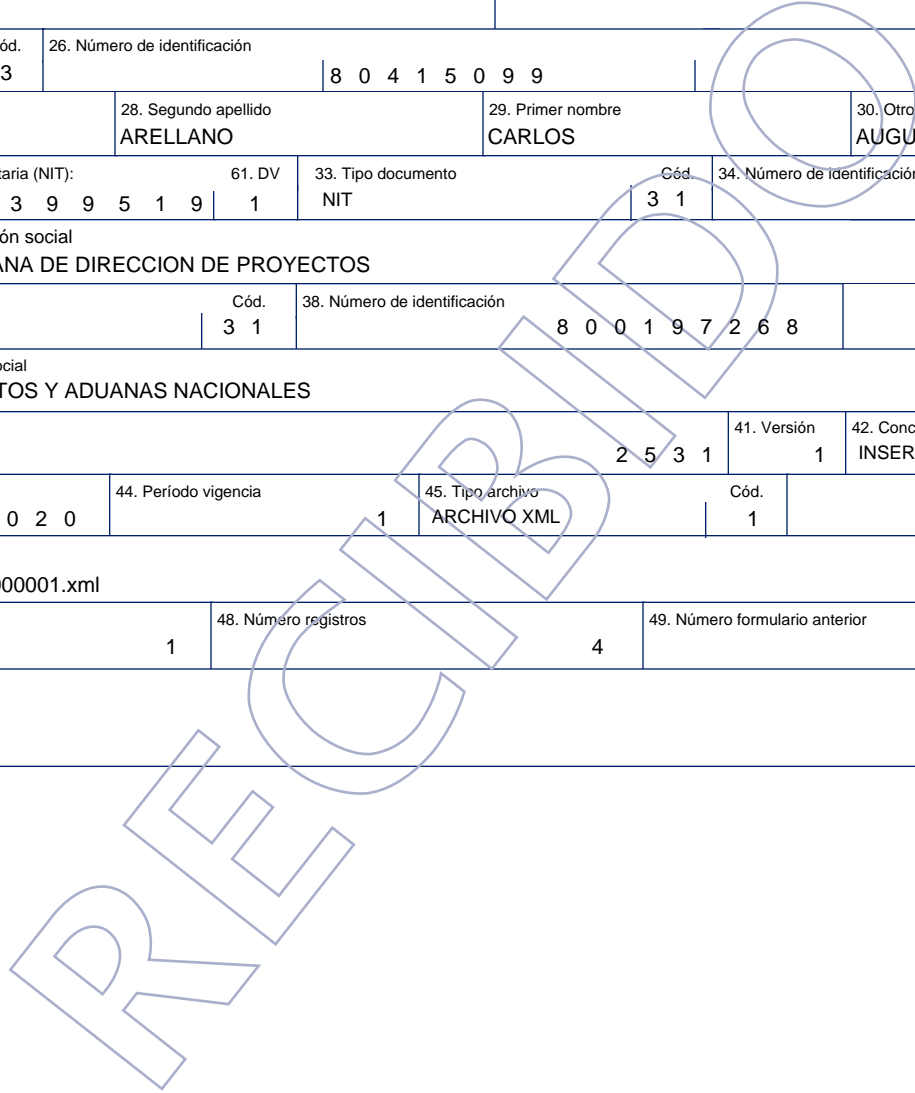 ód. 26. Número de identificación
3 8 0 4 1 5 0 9 9
28. Segundo apellido 29. Primer nombre 30. Otro
ARELLANO CARLOS AUGU
taria (NIT): 61. DV 33. Tipo documento Cód. 34. Número de identificación
3 9 9 5 1 9 1 NIT 3 1
ón social
ANA DE DIRECCION DE PROYECTOS
Cód. 38. Número de identificación
3 1 8 0 0 1 9 7 2 6 8
ocial
TOS Y ADUANAS NACIONALES
41. Versión 42. Conc
2 5 3 1 1 INSER
44. Período vigencia 45. Tipo archivo Cód.
0 2 0 1 ARCHIVO XML 1
000001.xml
48. Número registros 49. Número formulario anterior
1 4
RECIBIDO